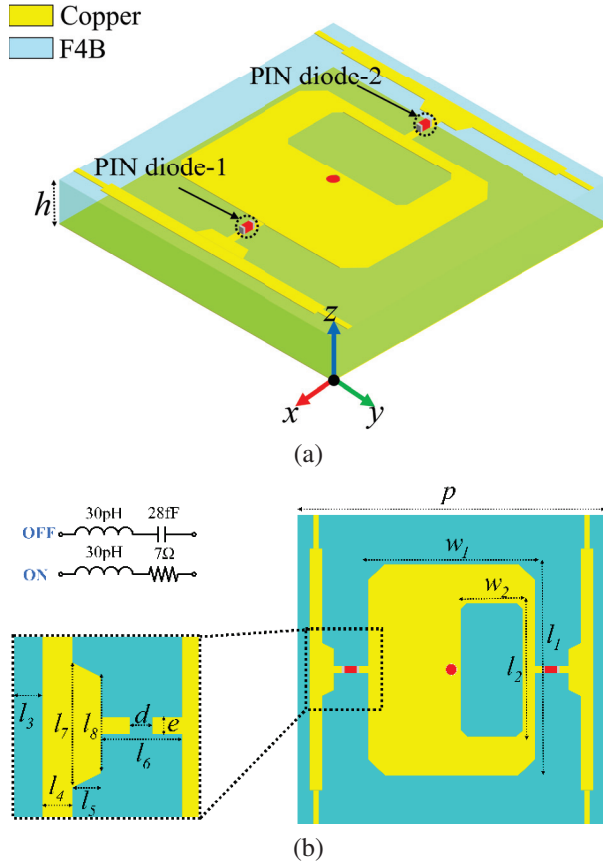 Copper
F4B
PIN diode-2
PIN diode-1
h
z
x
y
(a)
30pH 28fF
OFF
30pH 7Ω
ON
p
w1
w2
l1
l2
l3
l7
l8
d
e
l6
l4
l5
(b)